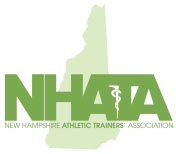 NHATA
NEW HAMPSHIRE ATHLETIC TRAINERS' ASSOCIATION